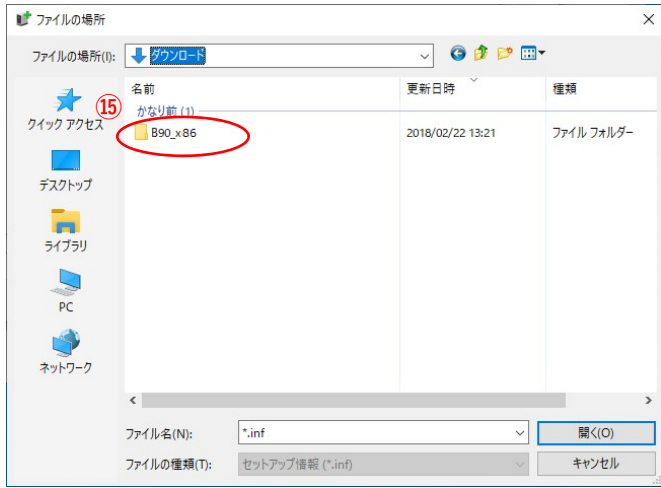 ファイルの場所
ファイルの場所(I):
ダウンロード
名前
更新日時
種類
⑮
かなり前 (1)
B90_x86
2018/02/22 13:21
ファイル フォルダー
クイック アクセス
デスクトップ
ライブラリ
PC
ネットワーク
ファイル名(N):
*.inf
開く(O)
ファイルの種類(T):
セットアップ情報 (*.inf)
キャンセル